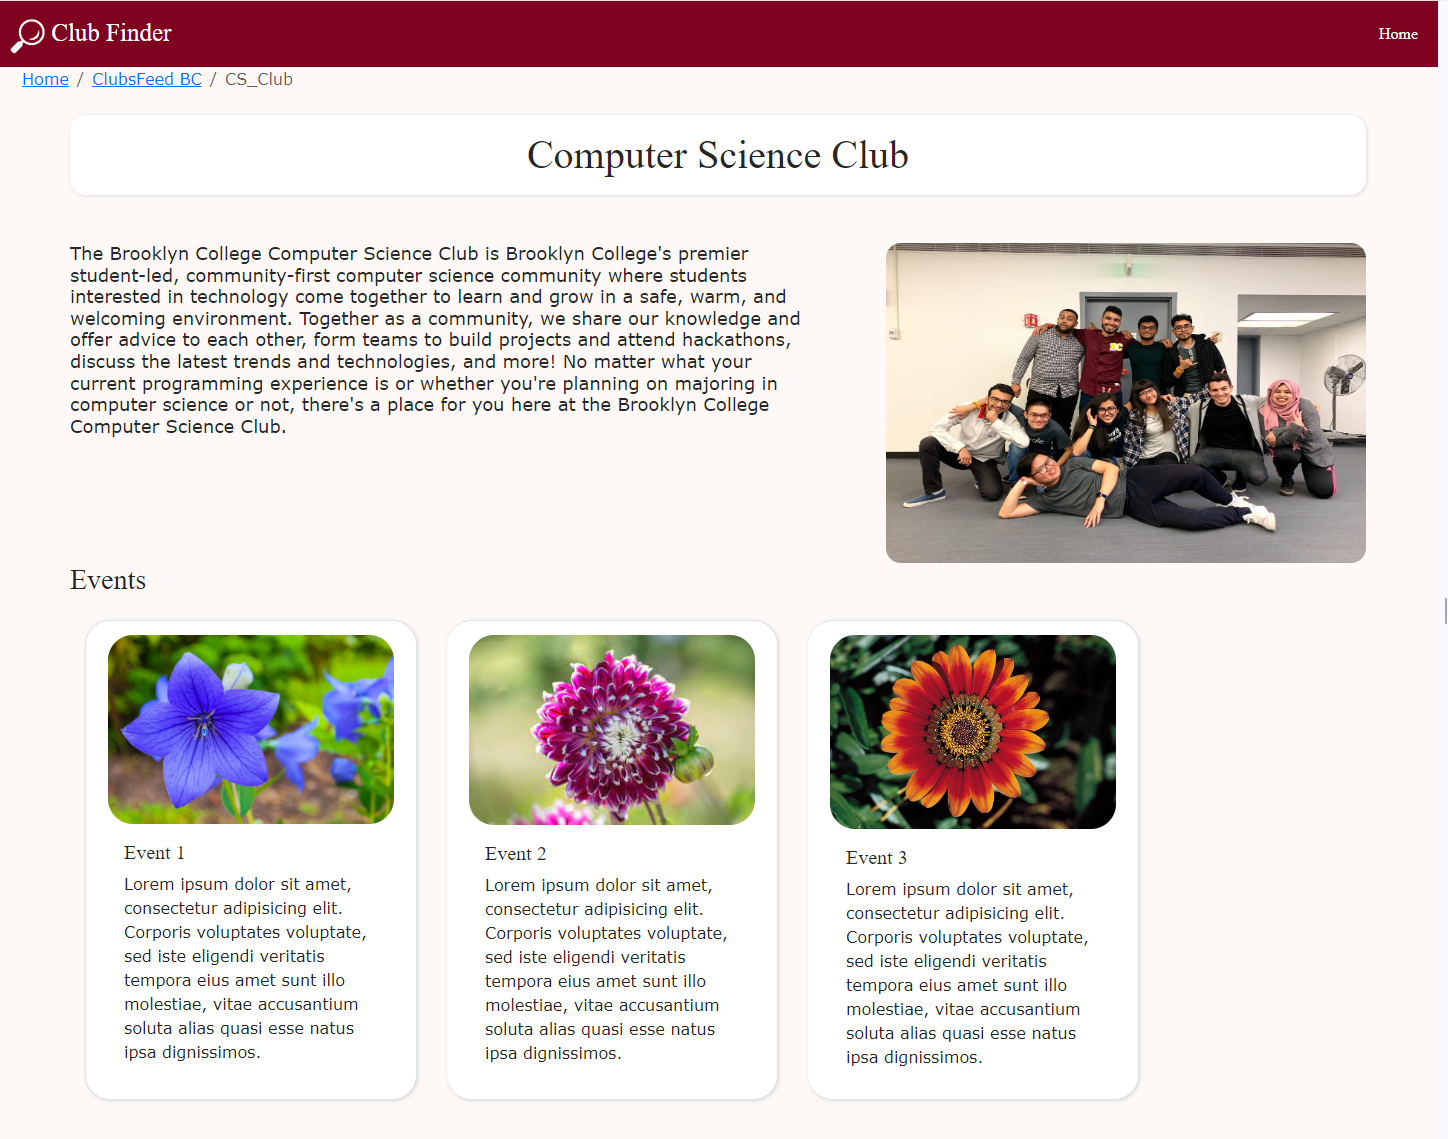 Club Finder
Home
Home / ClubsFeed BC / CS_Club
Computer Science Club
The Brooklyn College Computer Science Club is Brooklyn College's premier
student-led, community-first computer science community where students
interested in technology come together to learn and grow in a safe, warm, and
welcoming environment. Together as a community, we share our knowledge and
offer advice to each other, form teams to build projects and attend hackathons,
discuss the latest trends and technologies, and more! No matter what your
current programming experience is or whether you're planning on majoring in
computer science or not, there's a place for you here at the Brooklyn College
Computer Science Club.
BC
Events
Event 1
Lorem ipsum dolor sit amet,
consectetur adipisicing elit.
Corporis voluptates voluptate,
sed iste eligendi veritatis
tempora eius amet sunt illo
molestiae, vitae accusantium
soluta alias quasi esse natus
ipsa dignissimos.
Event 2
Lorem ipsum dolor sit amet,
consectetur adipisicing elit.
Corporis voluptates voluptate,
sed iste eligendi veritatis
tempora eius amet sunt illo
molestiae, vitae accusantium
soluta alias quasi esse natus
ipsa dignissimos.
Event 3
Lorem ipsum dolor sit amet,
consectetur adipisicing elit.
Corporis voluptates voluptate,
sed iste eligendi veritatis
tempora eius amet sunt illo
molestiae, vitae accusantium
soluta alias quasi esse natus
ipsa dignissimos.